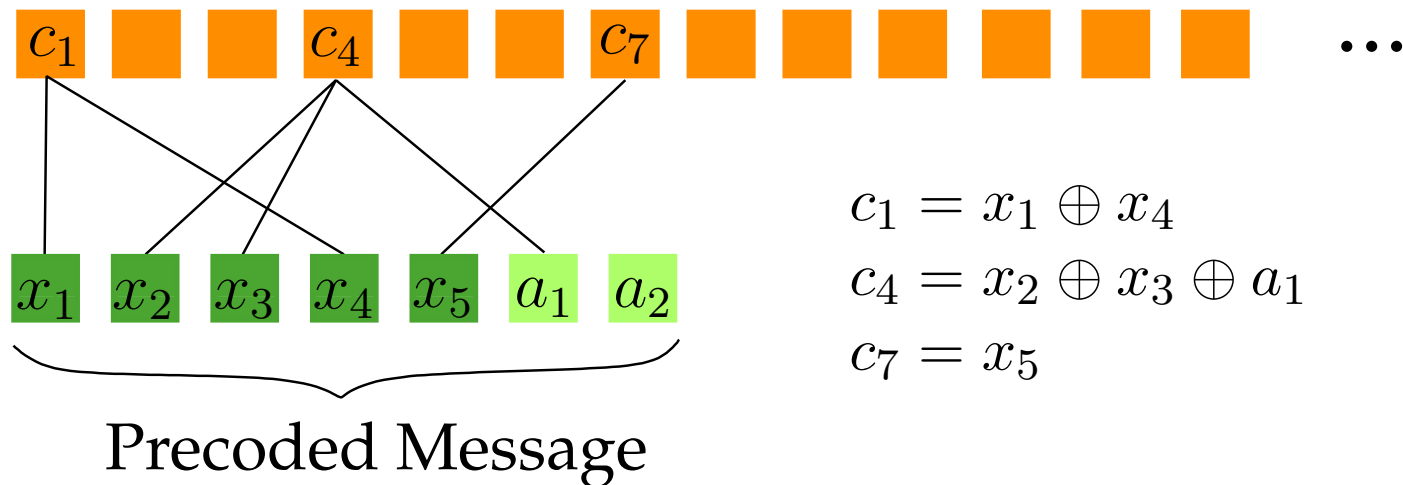 c₁ c₄ c₇ ...
x₁ x₂ x₃ x₄ x₅ a₁ a₂
c₁ = x₁ ⊕ x₄
c₄ = x₂ ⊕ x₃ ⊕ a₁
c₇ = x₅
Precoded Message